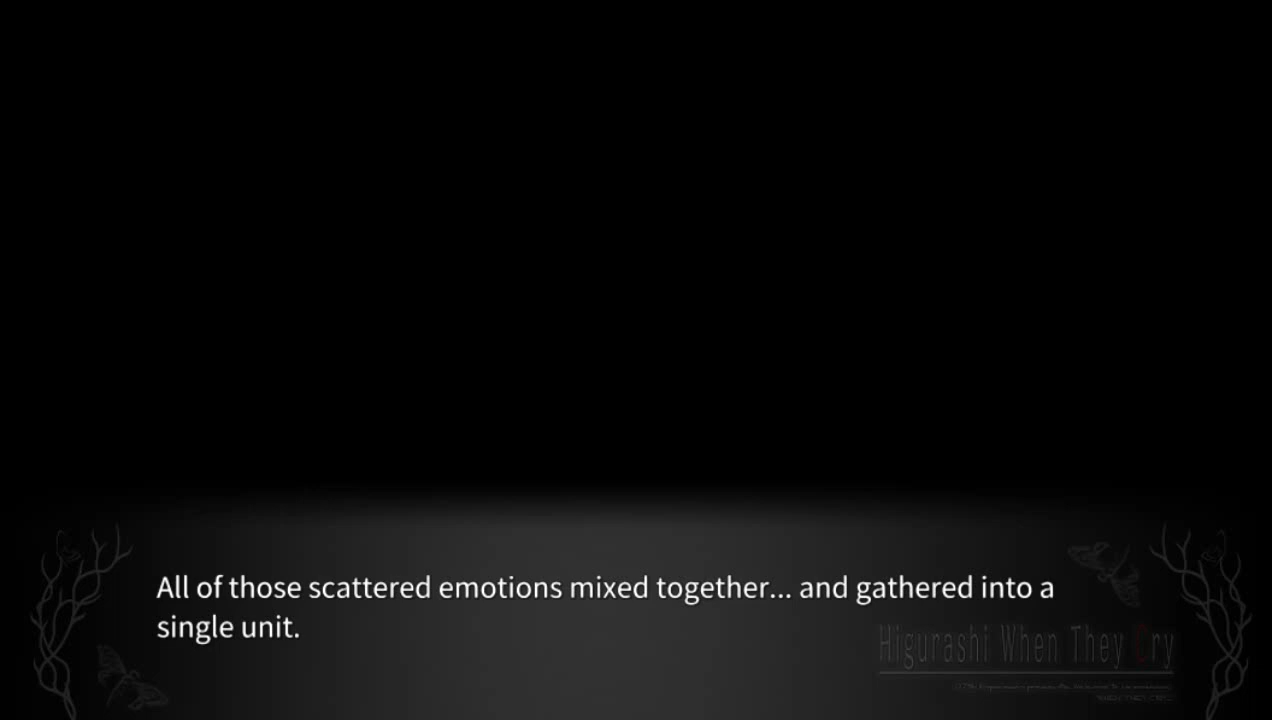 All of those scattered emotions mixed together... and gathered into a
single unit.
Higurashi When They Cry